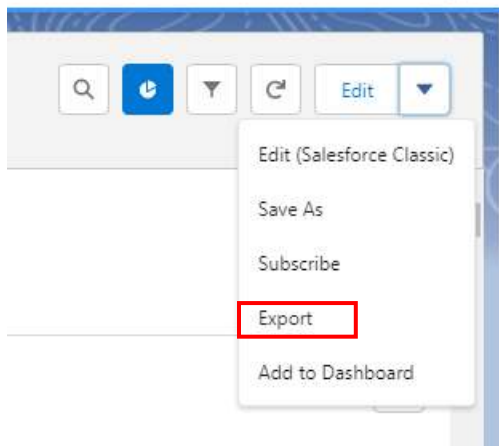 Edit
Edit (Salesforce Classic)
Save As
Subscribe
Export
Add to Dashboard